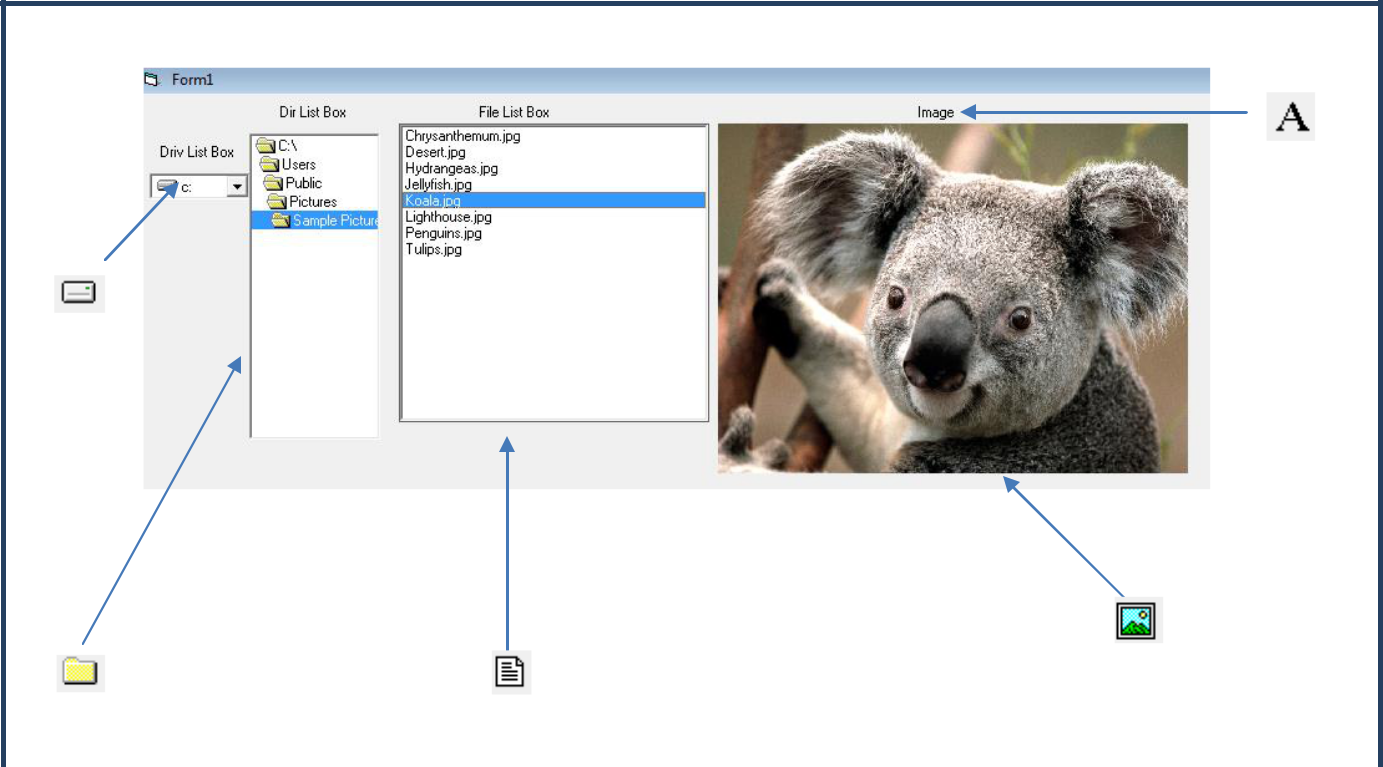 Form1
Dir List Box
File List Box
Image
A
Driv List Box
c:
C:\
Users
Public
Pictures
Sample Picture
Chrysanthemum.jpg
Desert.jpg
Hydrangeas.jpg
Jellyfish.jpg
Koala.jpg
Lighthouse.jpg
Penguins.jpg
Tulips.jpg